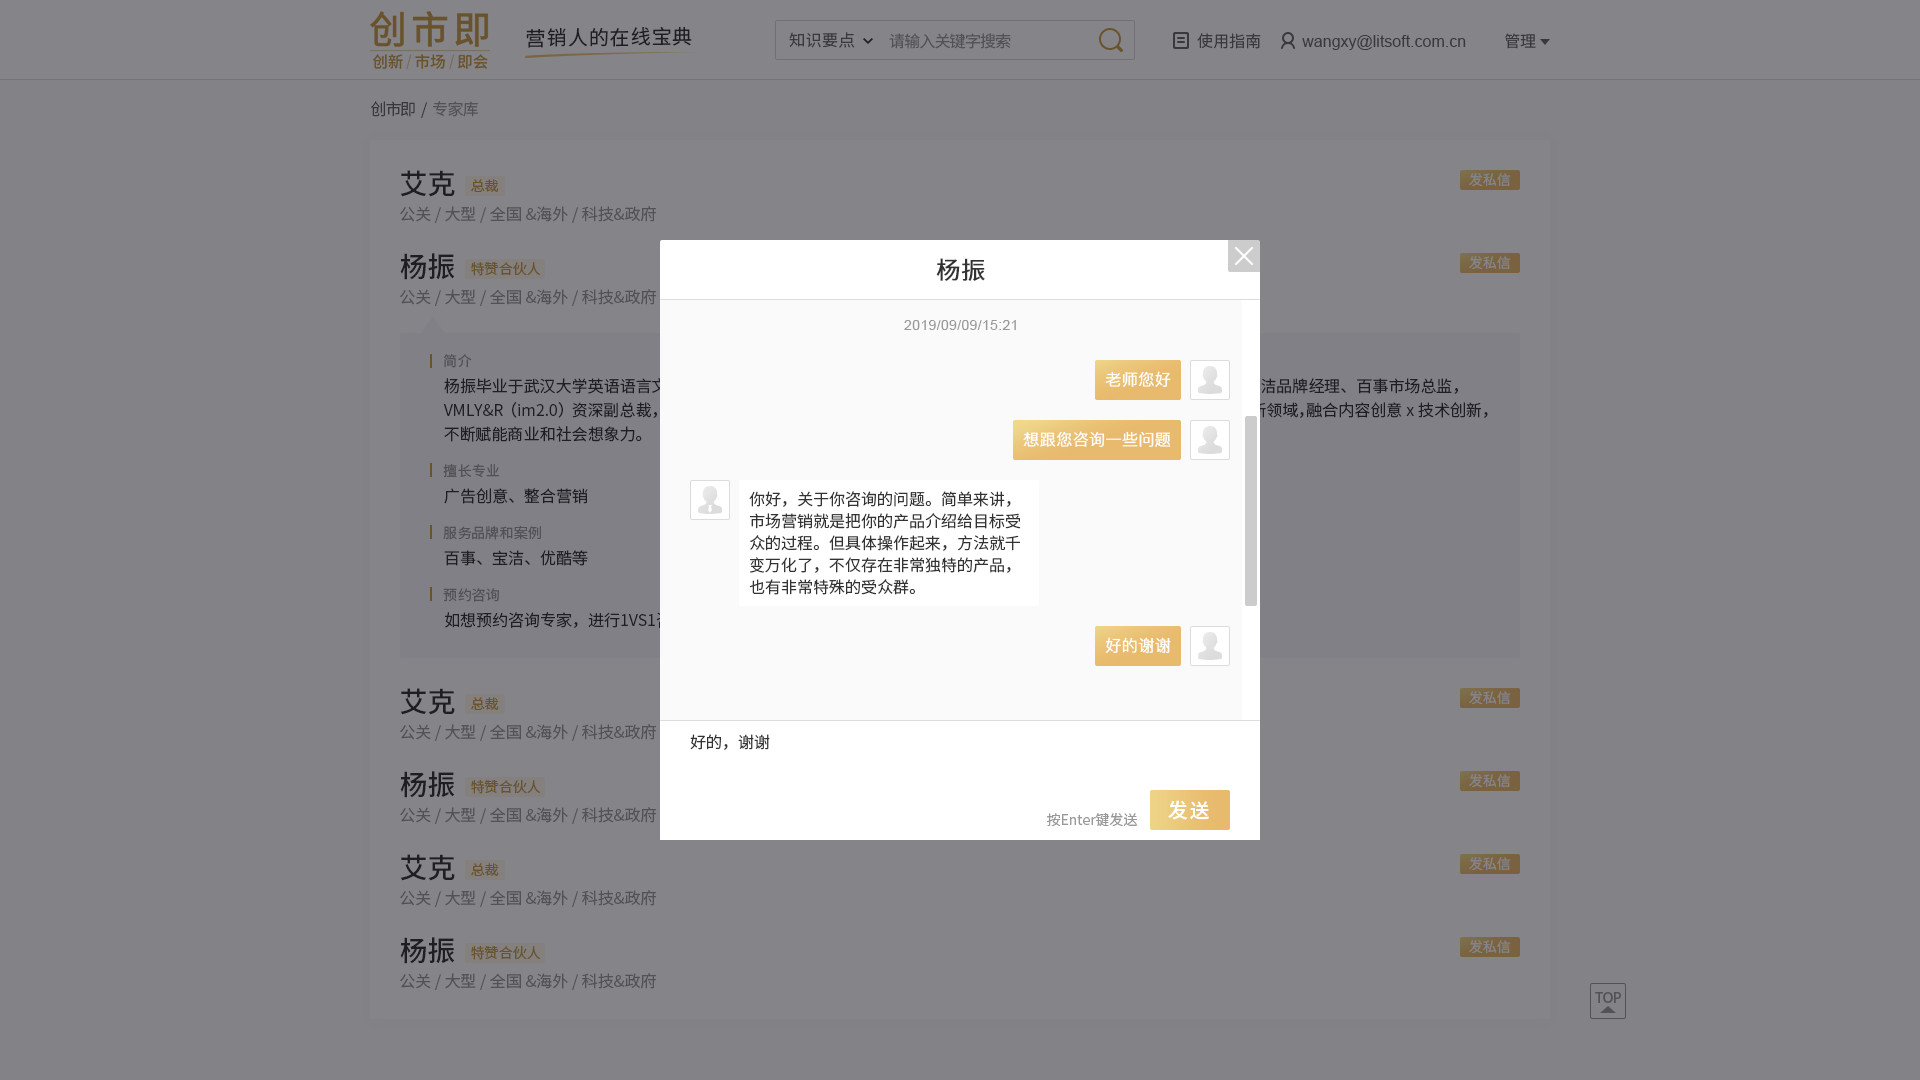 创市即
创新 / 市场 / 即会
营销人的在线宝典
知识要点
请输入关键字搜索
使用指南
wangxy@litsoft.com.cn
管理
创市即 / 专家库
艾克 总裁
发私信
公关 / 大型 / 全国 &海外 / 科技&政府
杨振 特赞合伙人
发私信
公关 / 大型 / 全国 &海外 / 科技&政府
简介
杨振毕业于武汉大学英语语言文
洁品牌经理、百事市场总监，
VMLY&R（im2.0）资深副总裁，
领域,融合内容创意 x 技术创新，
不断赋能商业和社会想象力。
擅长专业
广告创意、整合营销
服务品牌和案例
百事、宝洁、优酷等
预约咨询
如想预约咨询专家，进行1VS1
杨振
2019/09/09/15:21
老师您好
想跟您咨询一些问题
你好，关于你咨询的问题。简单来讲，
市场营销就是把你的产品介绍给目标受
众的过程。但具体操作起来，方法就千
变万化了，不仅存在非常独特的产品，
也有非常特殊的受众群。
好的谢谢
好的，谢谢
按Enter键发送
发送
艾克 总裁
发私信
公关 / 大型 / 全国 &海外 / 科技&政府
杨振 特赞合伙人
发私信
公关 / 大型 / 全国 &海外 / 科技&政府
艾克 总裁
发私信
公关 / 大型 / 全国 &海外 / 科技&政府
杨振 特赞合伙人
发私信
公关 / 大型 / 全国 &海外 / 科技&政府
TOP